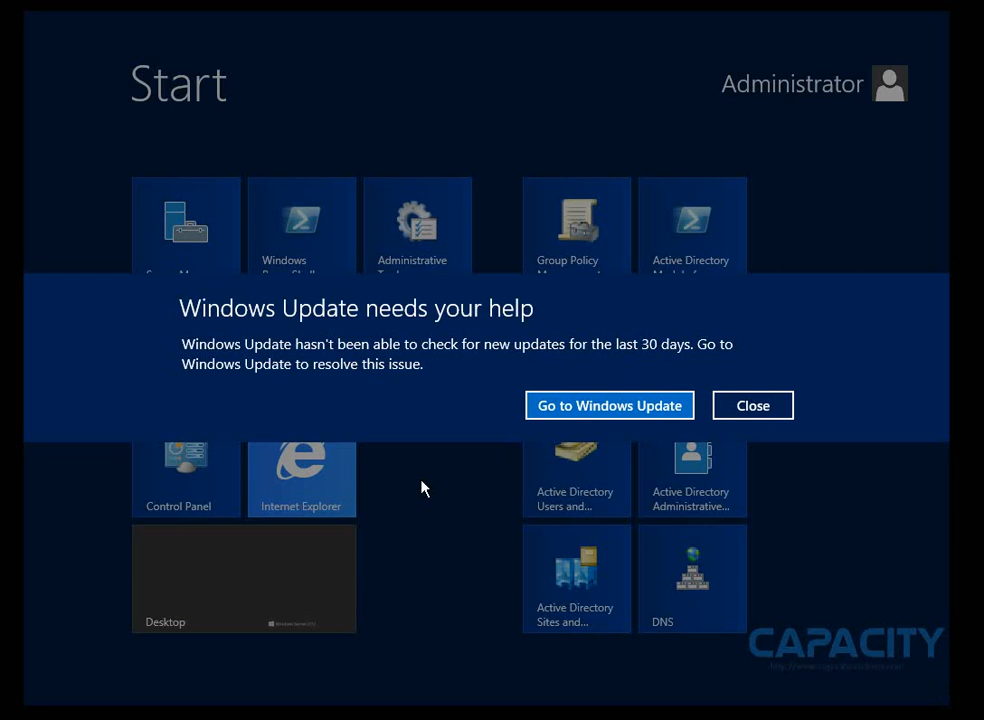 Start
Administrator
Windows
Administrative
Group Policy
Active Directory
Windows Update needs your help
Windows Update hasn't been able to check for new updates for the last 30 days. Go to
Windows Update to resolve this issue.
Go to Windows Update
Close
Control Panel
Internet Explorer
Active Directory
Users and...
Active Directory
Administrative...
Desktop
Active Directory
Sites and...
DNS
CAPACITY